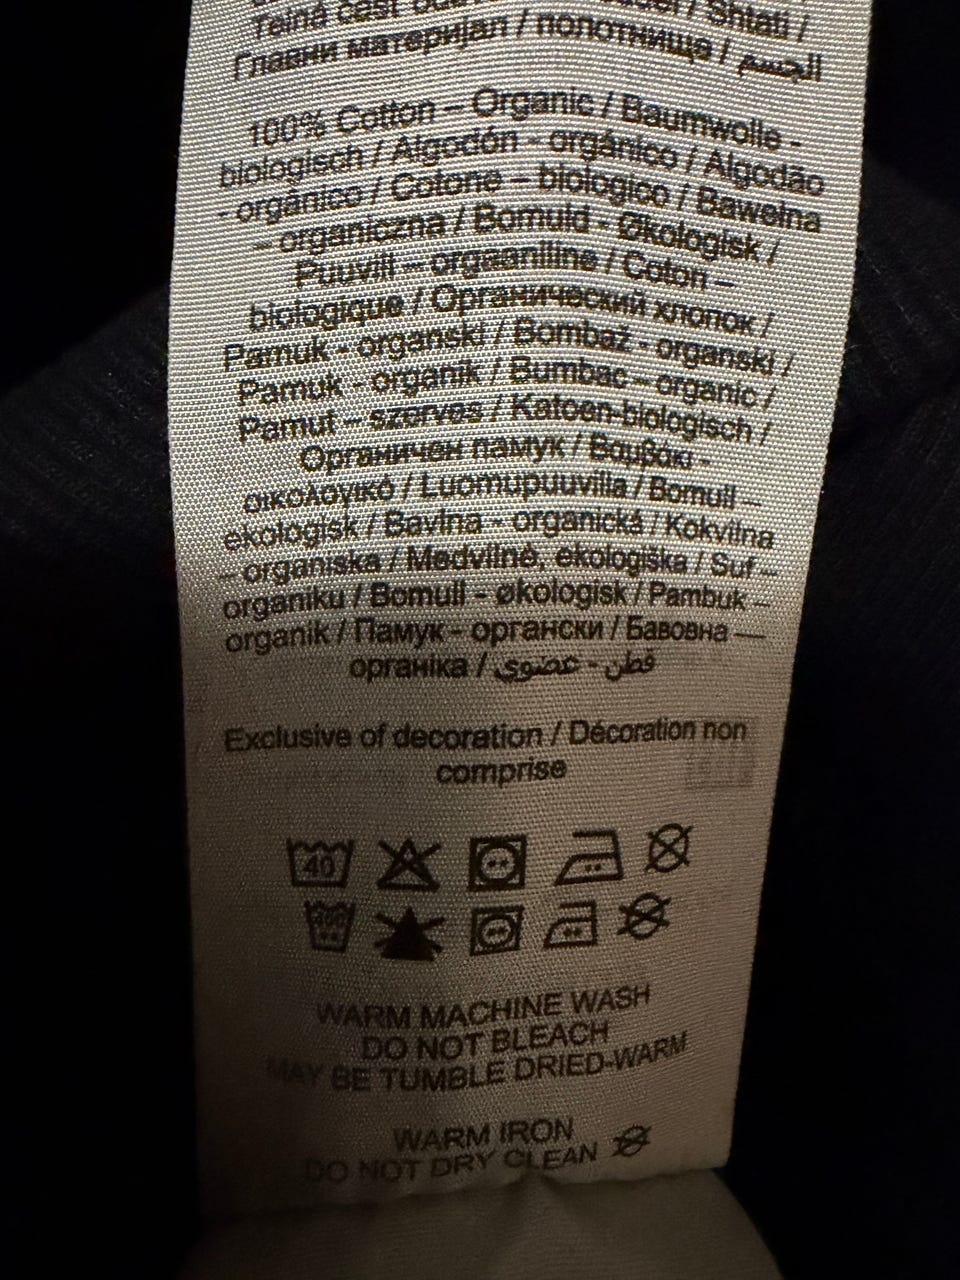 Telna časť
Shtati /
Главни материјал / полотнище / الجسم
100% Cotton – Organic / Baumwolle -
biologisch / Algodón - orgánico / Algodão
- orgânico / Cotone – biologico / Bawełna
– organiczna / Bomuld - Økologisk /
Puuvill – orgaaniline / Coton –
biologique / Органический хлопок /
Pamuk - organski / Bombaž - organski /
Pamuk - organik / Bumbac – organic /
Pamut – szerves / Katoen-biologisch /
Органичен памук / Βαμβάκι -
οικολογικό / Luomupuuvilla / Bomull –
ekologisk / Bavlna - organická / Kokvilna
– organiska / Medvilnė, ekologiška / Suf –
organiku / Bomull - økologisk / Pambuk –
organik / Памук – органски / Бавовна —
органіка / قطن - عضوي
Exclusive of decoration / Décoration non
comprise
40
WARM MACHINE WASH
DO NOT BLEACH
MAY BE TUMBLE DRIED-WARM
WARM IRON
DO NOT DRY CLEAN